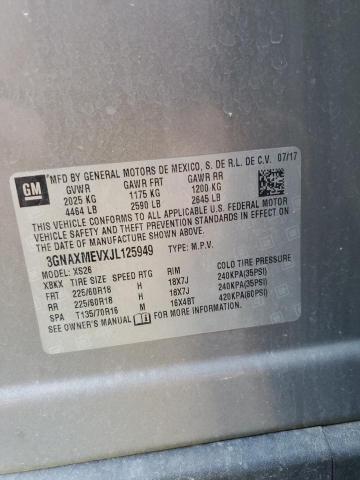 GM
MFD BY GENERAL MOTORS DE MEXICO, S. DE R.L. DE C.V. 07/17
GVWR GAWR FRT GAWR RR
2025 KG 1175 KG 1200 KG
4464 LB 2590 LB 2645 LB
THIS VEHICLE CONFORMS TO ALL APPLICABLE U.S. FEDERAL MOTOR
VEHICLE SAFETY AND THEFT PREVENTION STANDARDS IN EFFECT ON
THE DATE OF MANUFACTURE SHOWN ABOVE.
3GNAXMEVXJL125949 TYPE: M.P.V.
MODEL: XS26
XBKX TIRE SIZE SPEED RTG RIM COLD TIRE PRESSURE
FRT 225/60R18 H 18X7J 240KPA(35PSI)
RR 225/60R18 H 18X7J 240KPA(35PSI)
SPA T135/70R16 M 16X4BT 420KPA(60PSI)
SEE OWNER'S MANUAL FOR MORE INFORMATION.